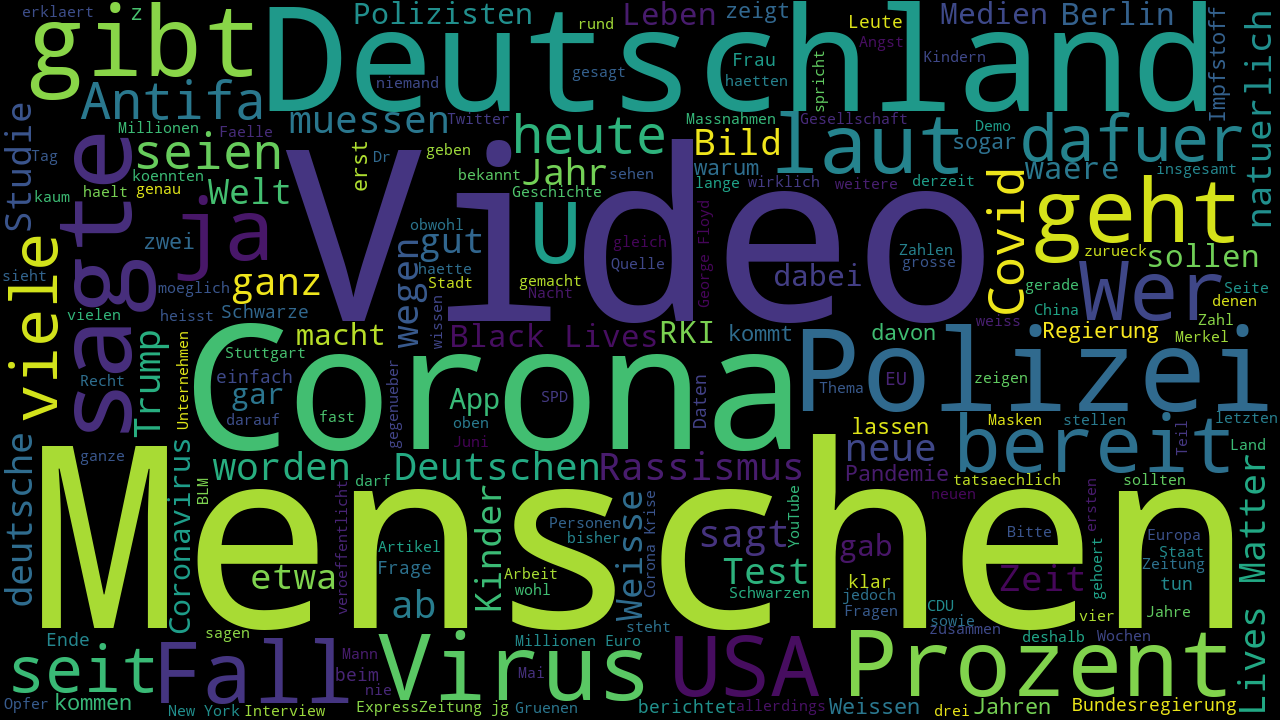 erklaert
z
Polizisten
rund
Leben
zeigt
Leute
Medien
Berlin
gibt
Deutschland
Angst
Kindern
Impfstoff
natuerlich
Frau
gesagt
niemand
haetten
spricht
Antifa
muessen
Twitter
heute
Massnahmen
Gesellschaft
Demo
Studie
Millionen
Faelle
Dr
geben
Bild
laut
sogar
dafuer
Tag
seien
erst
bekannt
Jahr
sehen
warum
waere
insgesamt
sagte
koennten
kaum
haelt
genau
Welt
Video
Geschichte
lange
wirklich
weitere
derzeit
Covid
geht
ja
U
George Floyd
zwei
obwohl
gut
gleich
Zahlen
zurueck
sollen
viele
Wegen
haette
Quelle
grosse
sieht
ganz
Stadt
gemacht
dabei
gerade
Wer
Seite
moeglich
heisst
Nacht
China
denen
vielen
Schwarze
wissen
weiss
Zahl
Trump
macht
Black Lives
RKI
kommt
davon
Regierung
Merkel
Unternehmen
Stuttgart
Corona
Polizei
Recht
einfach
Thema
EU
zeigen
gar
App
SPD
Daten
darauf
fast
gegenueber
oben
lassen
Masken
stellen
letzten
deutsche
Juni
neue
bereit
Teil
Land
ganze
worden
Deutschen
Rassismus
Pandemie
tatsaechlich
sollten
Coronavirus
BLM
darf
Menschen
neuen
Lives Matter
veroeffentlicht
Kinder
Weisse
Corona Krise
YouTube
ersten
Personen
sagt
Bitte
Europa
bisher
Artikel
gab
Staat
etwa
Frage
Arbeit
Test
Zeit
gehoert
Zeitung
wohl
klar
tun
ab
Schwarzen
jedoch
CDU
Fragen
sowie
vier
Jahre
steht
zusammen
Ende
sagen
Millionen Euro
deshalb
Wochen
seit
Fall
Mann
Virus
USA
Prozent
beim
Mai
nie
Opfer
kommen
New York
Interview
ExpressZeitung jg
Gruenen
berichtet
allerdings
Weissen
drei
Jahren
Bundesregierung